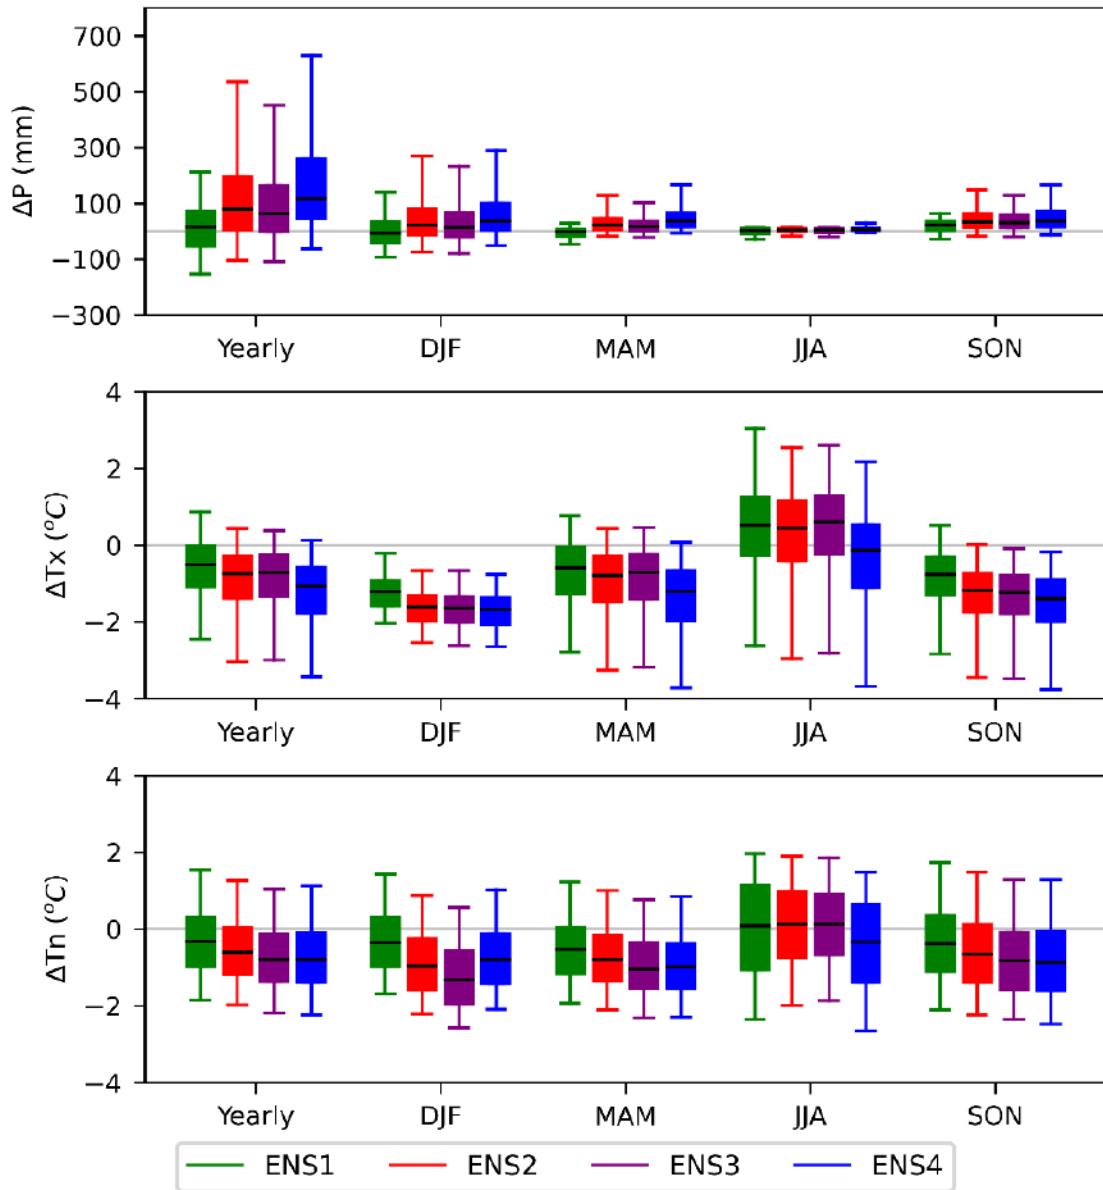 ΔP (mm)
700
500
300
100
−100
−300
Yearly DJF MAM JJA SON
ΔTx (°C)
4
2
0
−2
−4
Yearly DJF MAM JJA SON
ΔTn (°C)
4
2
0
−2
−4
Yearly DJF MAM JJA SON
ENS1 ENS2 ENS3 ENS4